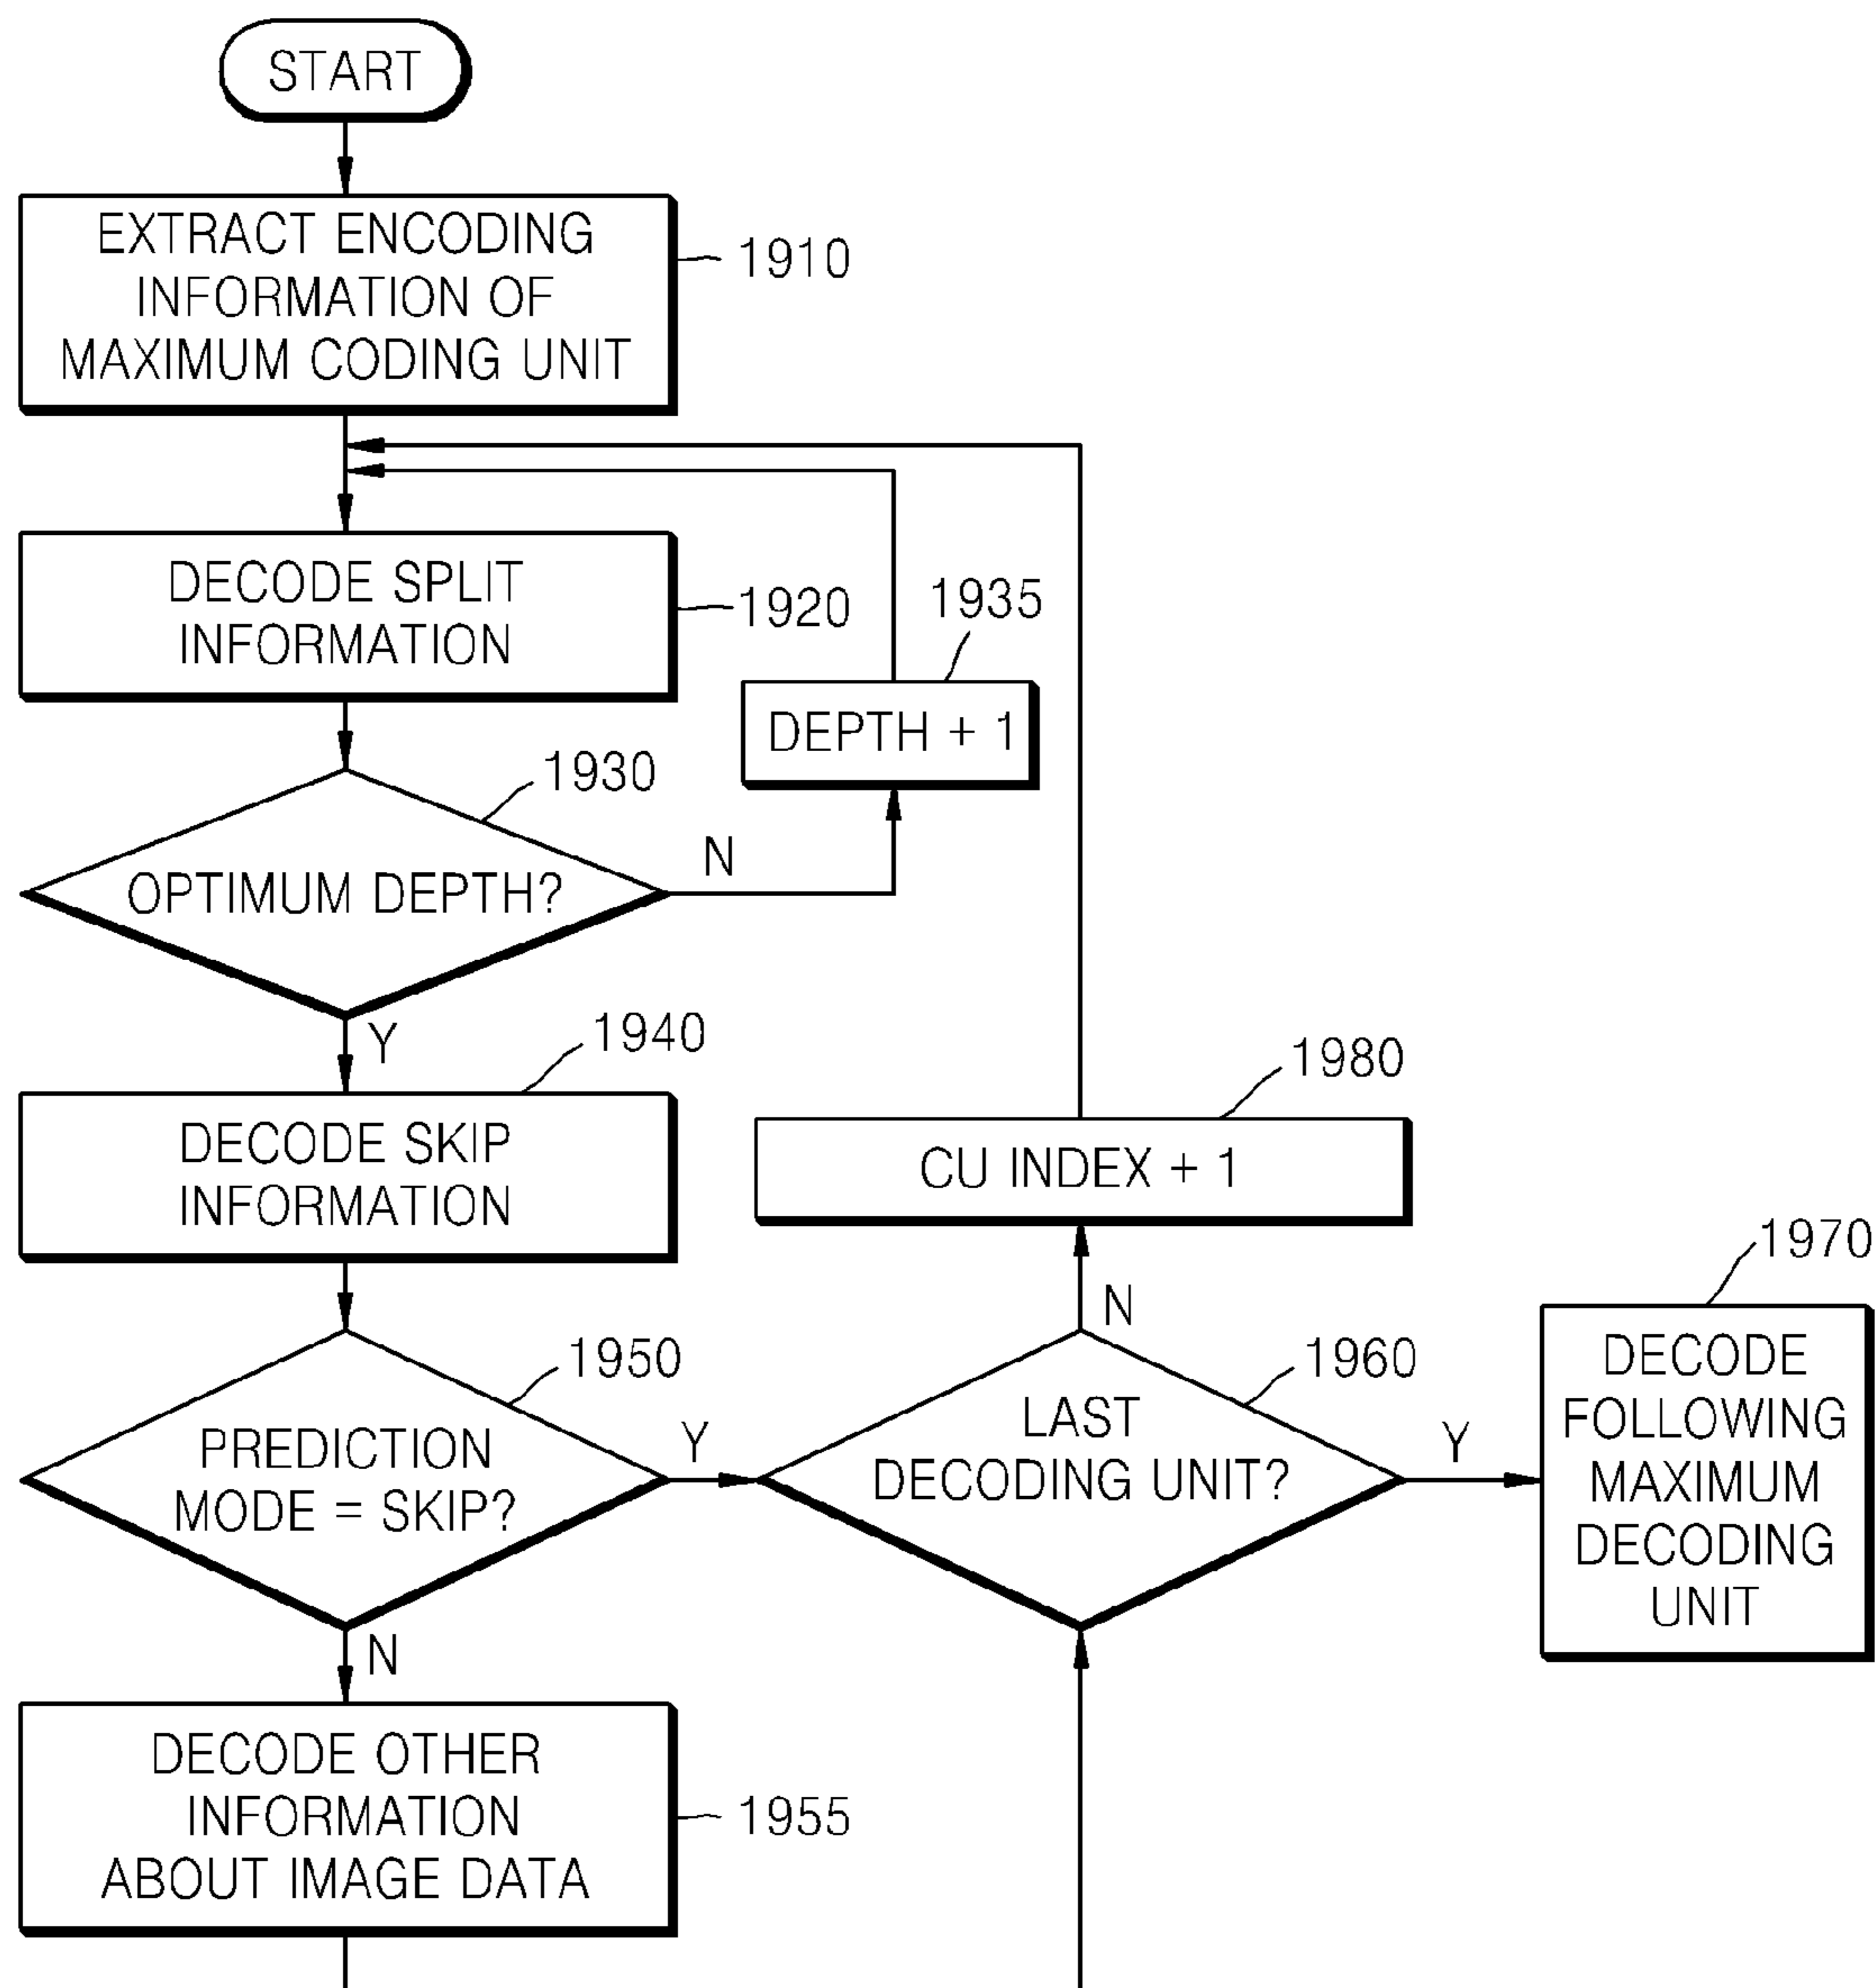 START
EXTRACT ENCODING
INFORMATION OF
MAXIMUM CODING UNIT
1910
DECODE SPLIT
INFORMATION
1920
1935
DEPTH + 1
1930
OPTIMUM DEPTH?
N
Y
1940
DECODE SKIP
INFORMATION
1980
CU INDEX + 1
1970
DECODE
FOLLOWING
MAXIMUM
DECODING
UNIT
N
1950
PREDICTION
MODE = SKIP?
Y
1960
LAST
DECODING UNIT?
Y
N
DECODE OTHER
INFORMATION
ABOUT IMAGE DATA
1955